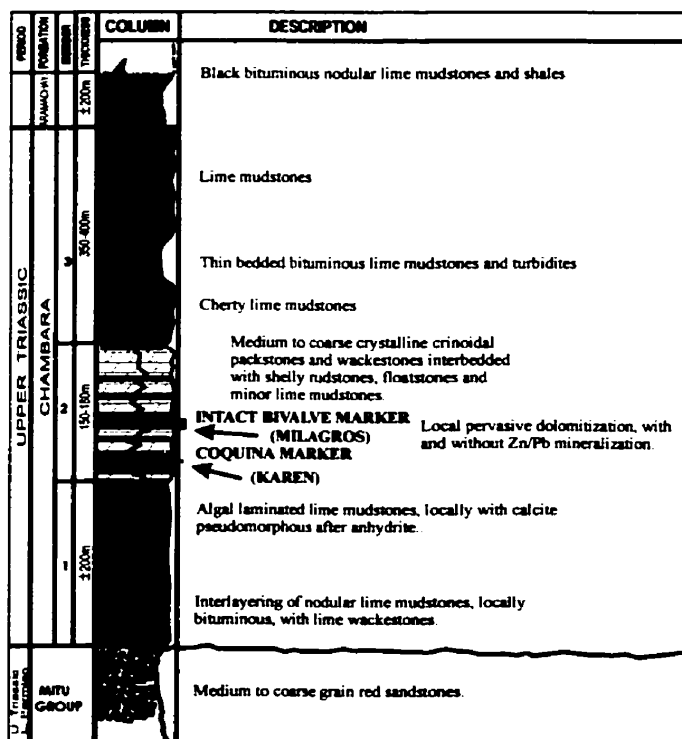 PERIOD FORMATION MEMBER THICKNESS COLUMN DESCRIPTION
ARAMACHAY ±200m
Black bituminous nodular lime mudstones and shales
UPPER TRIASSIC
CHAMBARA
3
350-400m
Lime mudstones
Thin bedded bituminous lime mudstones and turbidites
Cherty lime mudstones
2
150-180m
Medium to coarse crystalline crinoidal
packstones and wackestones interbedded
with shelly rudstones, floatstones and
minor lime mudstones.
INTACT BIVALVE MARKER
(MILAGROS)
Local pervasive dolomitization, with
and without Zn/Pb mineralization.
COQUINA MARKER
(KAREN)
1
±200m
Algal laminated lime mudstones, locally with calcite
pseudomorphous after anhydrite.
Interlayering of nodular lime mudstones, locally
bituminous, with lime wackestones.
MITU
GROUP
Medium to coarse grain red sandstones.